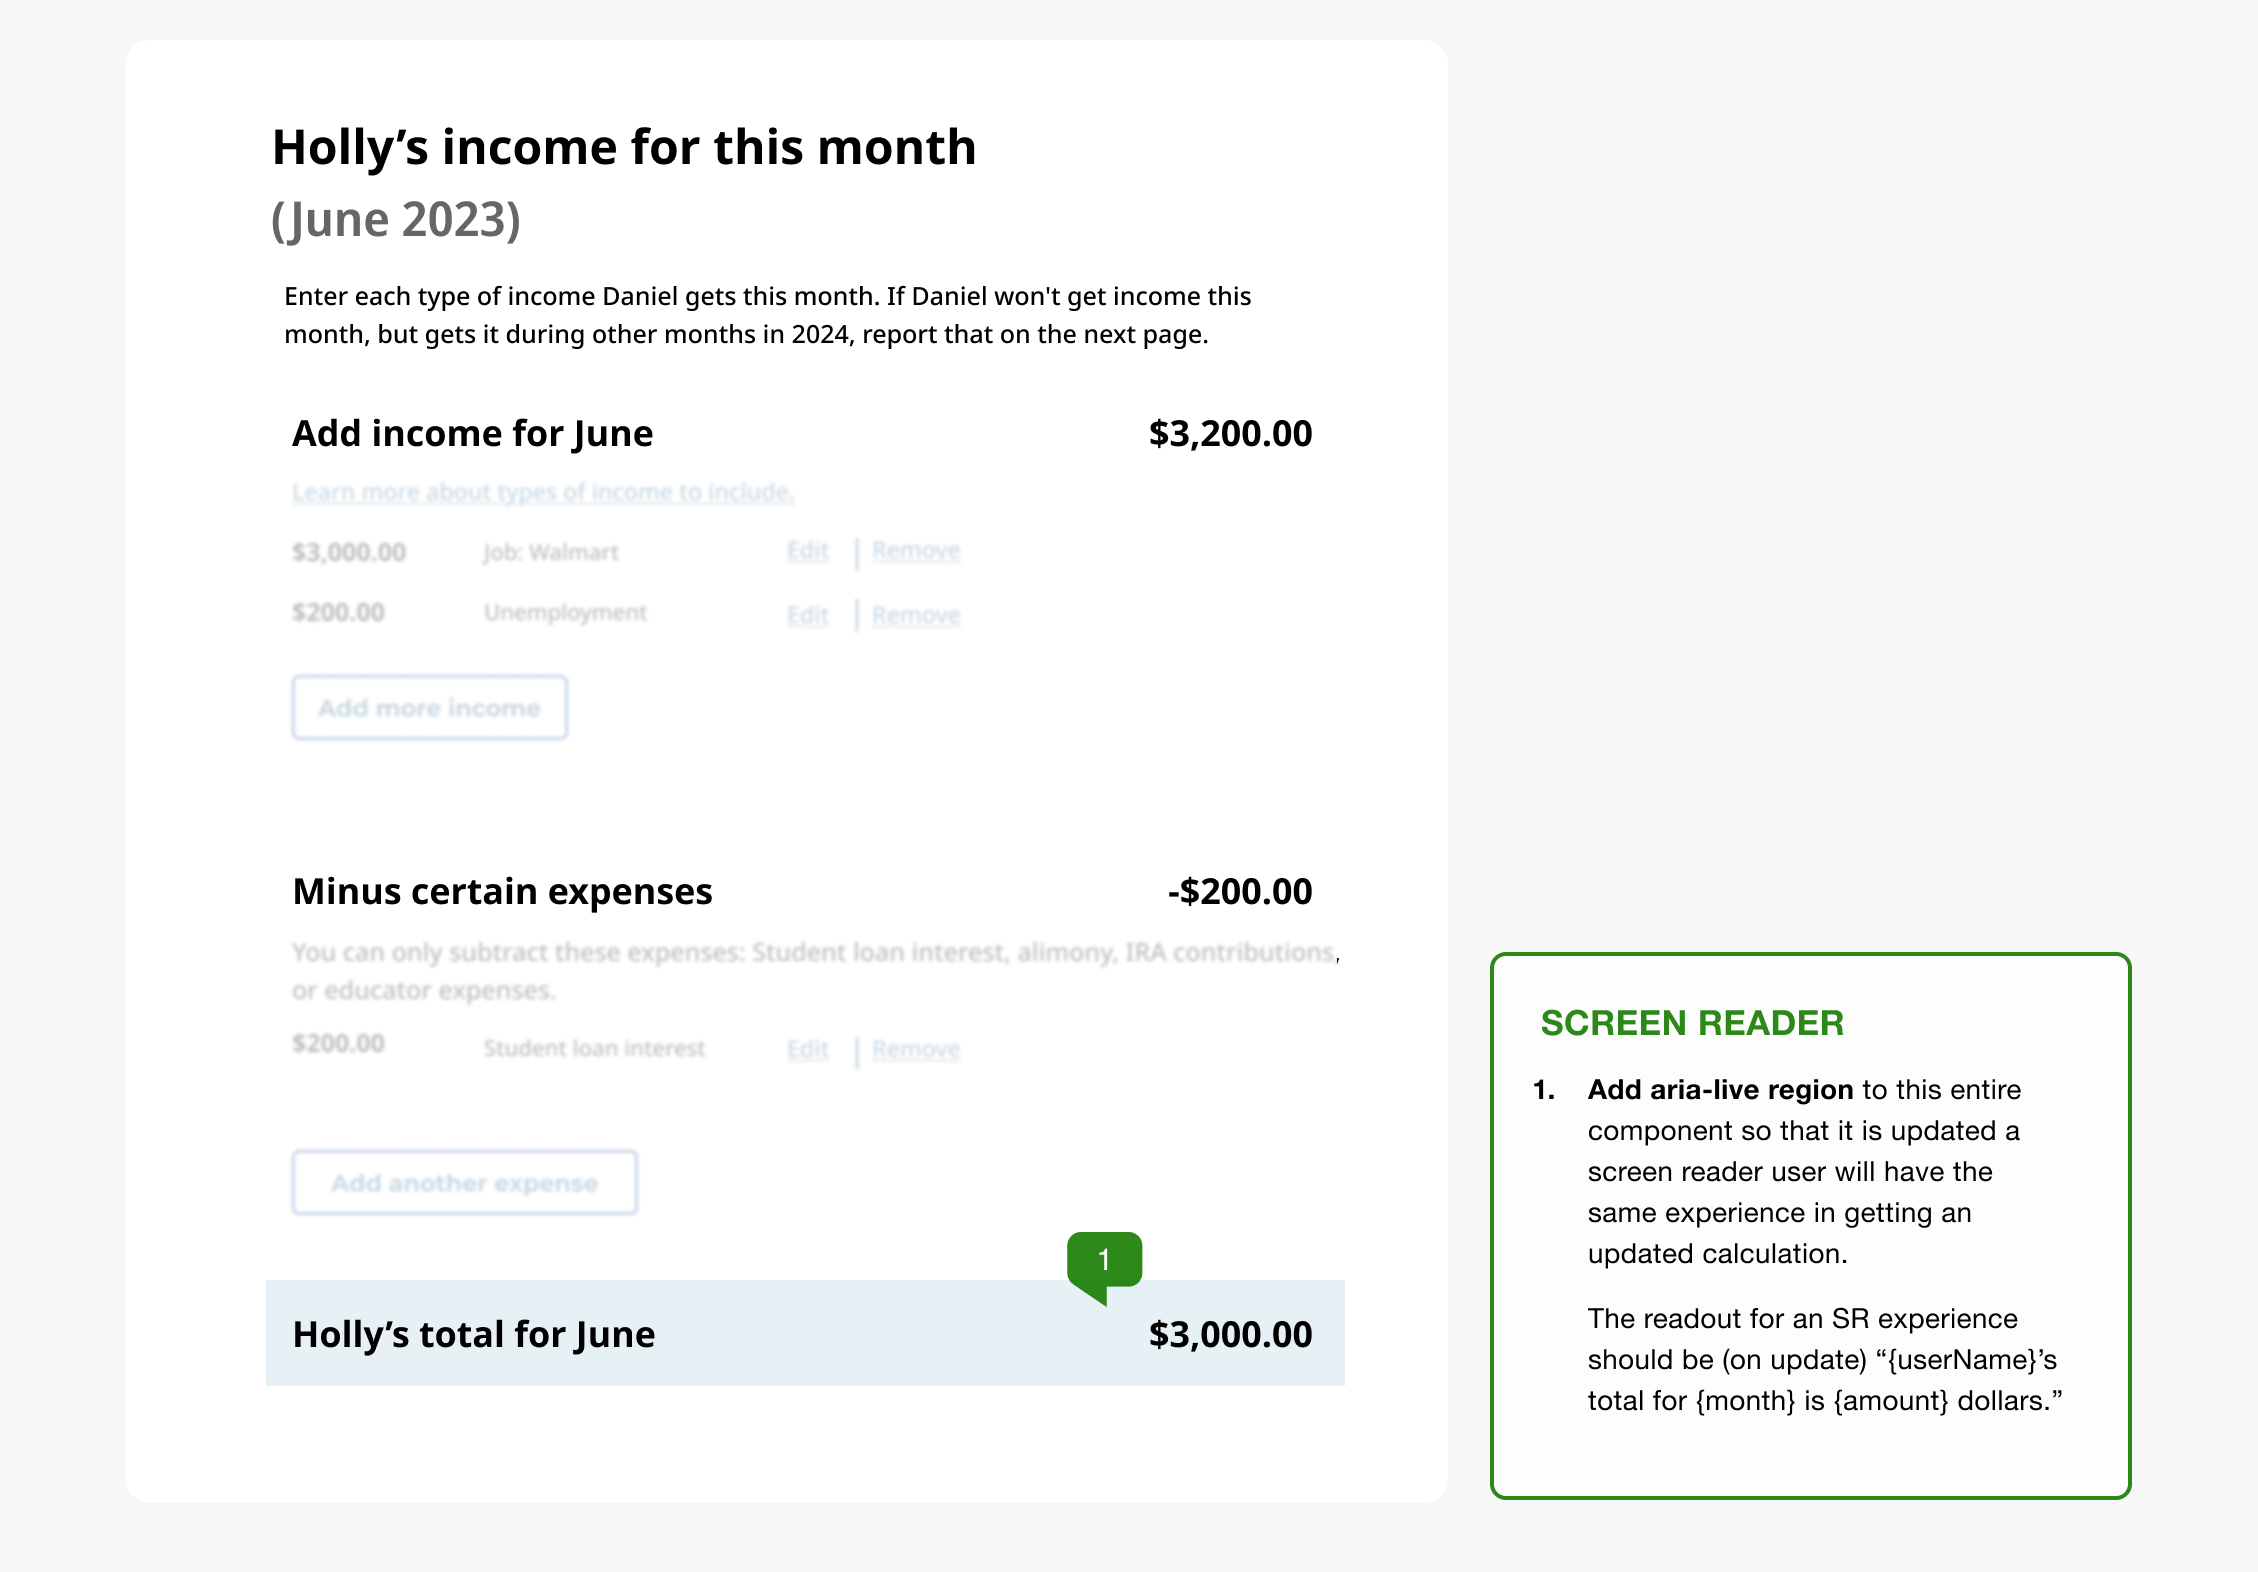 Holly’s income for this month
(June 2023)
Enter each type of income Daniel gets this month. If Daniel won't get income this
month, but gets it during other months in 2024, report that on the next page.
Add income for June $3,200.00
Learn more about types of income to include.
$3,000.00 Job: Walmart Edit | Remove
$200.00 Unemployment Edit | Remove
Add more income
Minus certain expenses -$200.00
You can only subtract these expenses: Student loan interest, alimony, IRA contributions,
or educator expenses.
$200.00 Student loan interest Edit | Remove
Add another expense
1
Holly’s total for June $3,000.00
SCREEN READER
1. Add aria-live region to this entire
component so that it is updated a
screen reader user will have the
same experience in getting an
updated calculation.
The readout for an SR experience
should be (on update) “{userName}’s
total for {month} is {amount} dollars.”